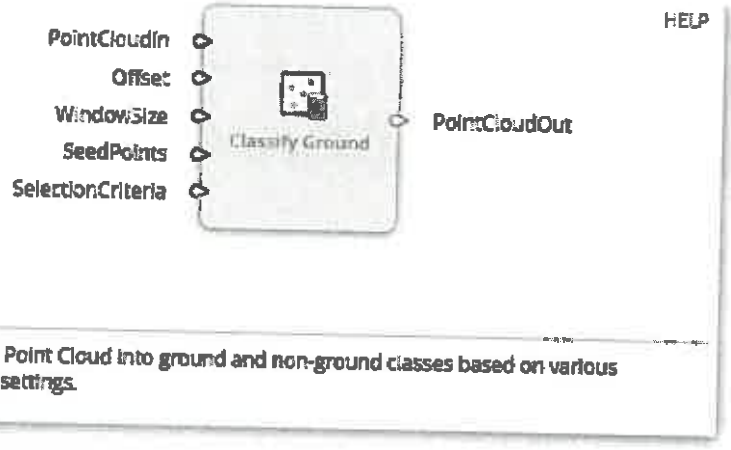 HELP
PointCloudIn
Offset
WindowSize
SeedPoints
SelectionCriteria
Classify Ground
PointCloudOut
Point Cloud into ground and non-ground classes based on various
settings.